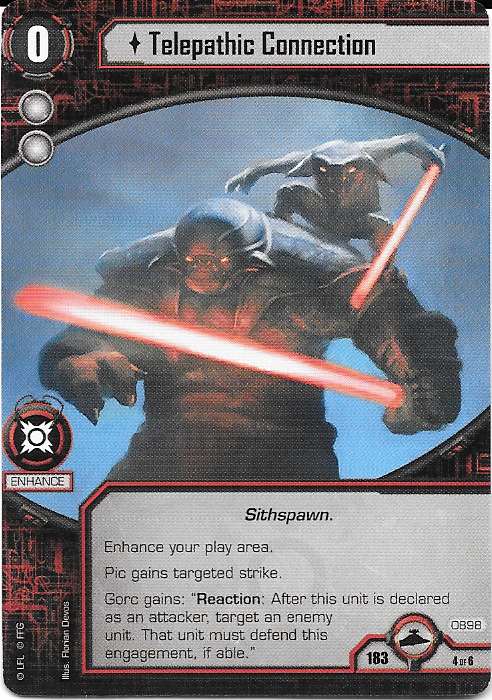 0
Telepathic Connection
ENHANCE
Sithspawn.
Enhance your play area.
Pic gains targeted strike.
Gorc gains: “Reaction: After this unit is declared
as an attacker, target an enemy
unit. That unit must defend this
engagement, if able.”
0898
183
4 OF 6
© LFL © FFG
Illus. Florian Devos